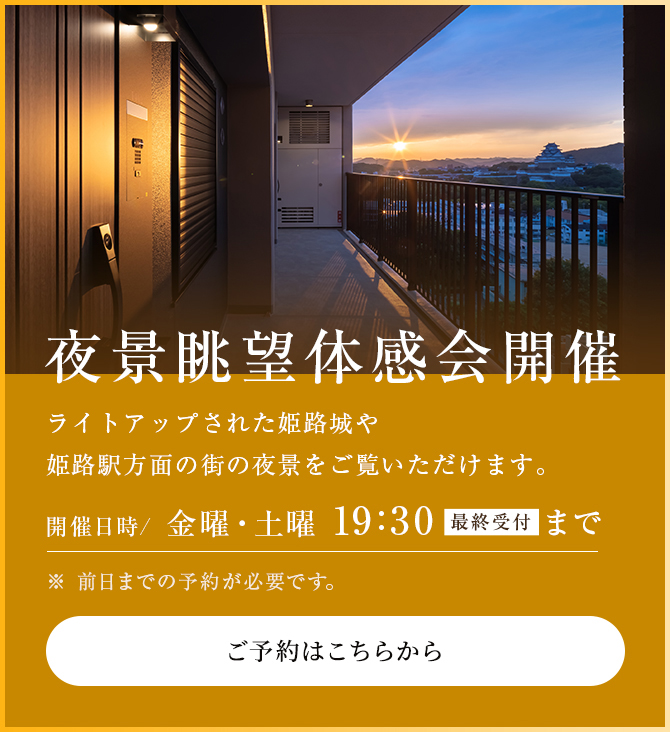 夜景眺望体感会開催
ライトアップされた姫路城や
姫路駅方面の街の夜景をご覧いただけます。
開催日時/ 金曜・土曜 19:30 最終受付 まで
※ 前日までの予約が必要です。
ご予約はこちらから